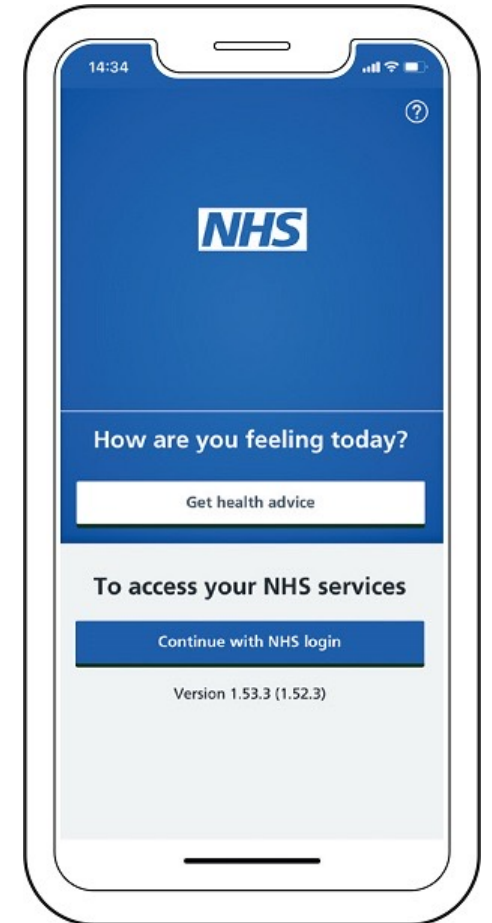 14:34
?
NHS
How are you feeling today?
Get health advice
To access your NHS services
Continue with NHS login
Version 1.53.3 (1.52.3)